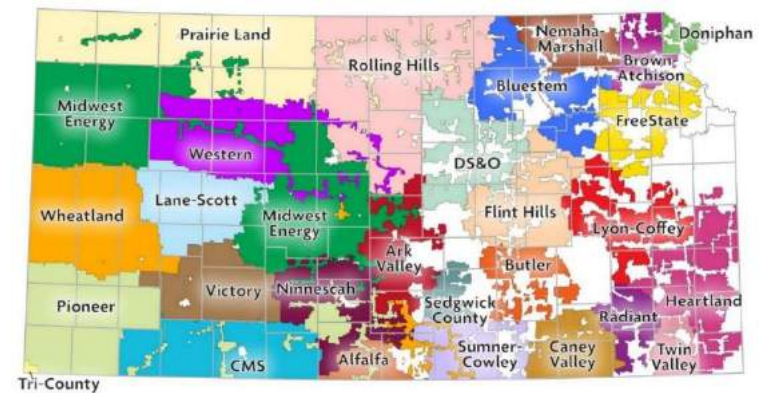 Prairie Land
Rolling Hills
Nemaha-
Marshall
Doniphan
Brown-
Atchison
Bluestem
FreeState
Midwest
Energy
Western
DS&O
Lane-Scott
Wheatland
Midwest
Energy
Flint Hills
Lyon-Coffey
Ark
Valley
Butler
Pioneer
Victory
Ninnescah
Sedgwick
County
Radiant
Heartland
CMS
Alfalfa
Sumner-
Cowley
Caney
Valley
Twin
Valley
Tri-County